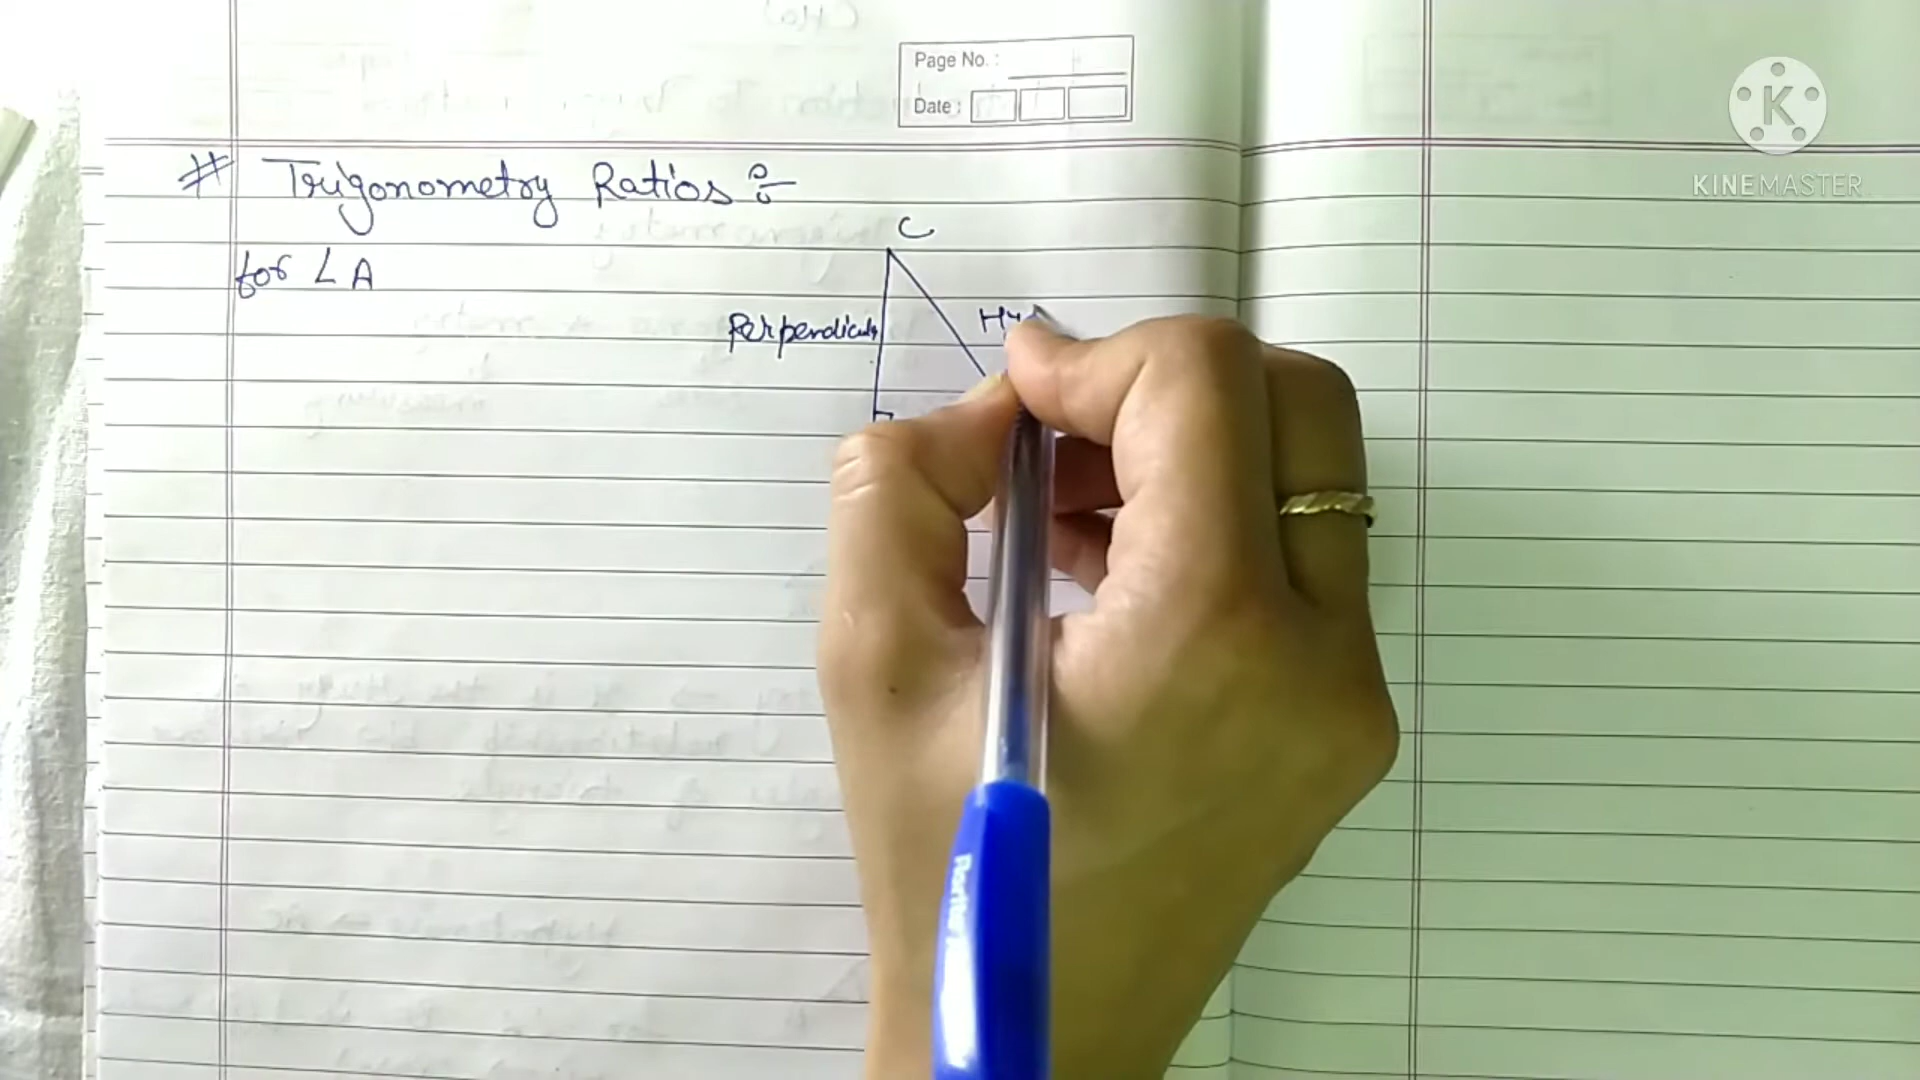 Page No. :
Date :
K
KINEMASTER
# Trigonometry Ratios :-
for ∠A
C
Perpendicular
Hy